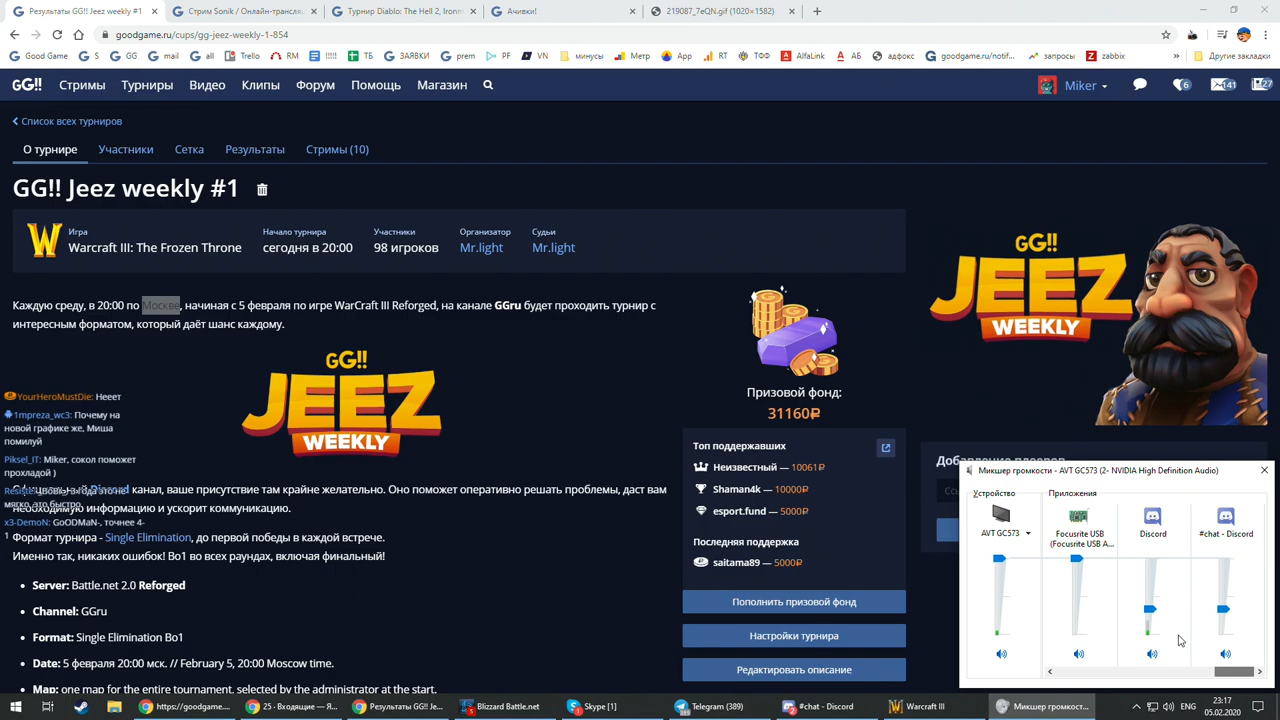 Результаты GG!! Jeez weekly #1
Стрим Sonik / Онлайн-трансля
Турнир Diablo: The Hell 2, Ironm
Ачивки!
219087_7eQN.gif (1020×1582)
goodgame.ru/cups/gg-jeez-weekly-1-854
Good Game S GG mail all Trello RM !!!! ТБ ЗАЯВКИ prem PF VN минусы Метр App RT ТФФ AlfaLink АБ адфокс goodgame.ru/notif... запросы zabbix » Другие закладки
GG!! Стримы Турниры Видео Клипы Форум Помощь Магазин Miker 6 141 27
Список всех турниров
О турнире Участники Сетка Результаты Стримы (10)
GG!! Jeez weekly #1
Игра Начало турнира Участники Организатор Судьи
Warcraft III: The Frozen Throne сегодня в 20:00 98 игроков Mr.light Mr.light
Каждую среду, в 20:00 по Москве, начиная с 5 февраля по игре WarCraft III Reforged, на канале GGru будет проходить турнир с
интересным форматом, который даёт шанс каждому.
GG!!
JEEZ
WEEKLY
YourHeroMustDie: Нееет
1mpreza_wc3: Почему на
новой графике же, Миша
помилуй
Piksel_IT: Miker, сокол поможет
прохладой )
Discord канал, ваше присутствие там крайне желательно. Оно поможет оперативно решать проблемы, даст вам
необходимую информацию и ускорит коммуникацию.
x3-DemoN: GoODMaN-, точнее 4-
1
Формат турнира - Single Elimination, до первой победы в каждой встрече.
Именно так, никаких ошибок! Bo1 во всех раундах, включая финальный!
Server: Battle.net 2.0 Reforged
Channel: GGru
Format: Single Elimination Bo1
Date: 5 февраля 20:00 мск. // February 5, 20:00 Moscow time.
Map: one map for the entire tournament, selected by the administrator at the start.
Призовой фонд:
31160₽
Топ поддержавших
Неизвестный — 10061₽
Shaman4k — 10000₽
esport.fund — 5000₽
Последняя поддержка
saitama89 — 5000₽
Пополнить призовой фонд
Настройки турнира
Редактировать описание
GG!!
JEEZ
WEEKLY
Микшер громкости - AVT GC573 (2- NVIDIA High Definition Audio)
Устройство Приложения
AVT GC573 Focusrite USB Discord #chat - Discord
(Focusrite USB A...
https://goodgame.... 25 - Входящие — Я... Результаты GG!! Je... Blizzard Battle.net Skype [1] Telegram (389) #chat - Discord Warcraft III Микшер громкост... ENG 23:17
05.02.2020